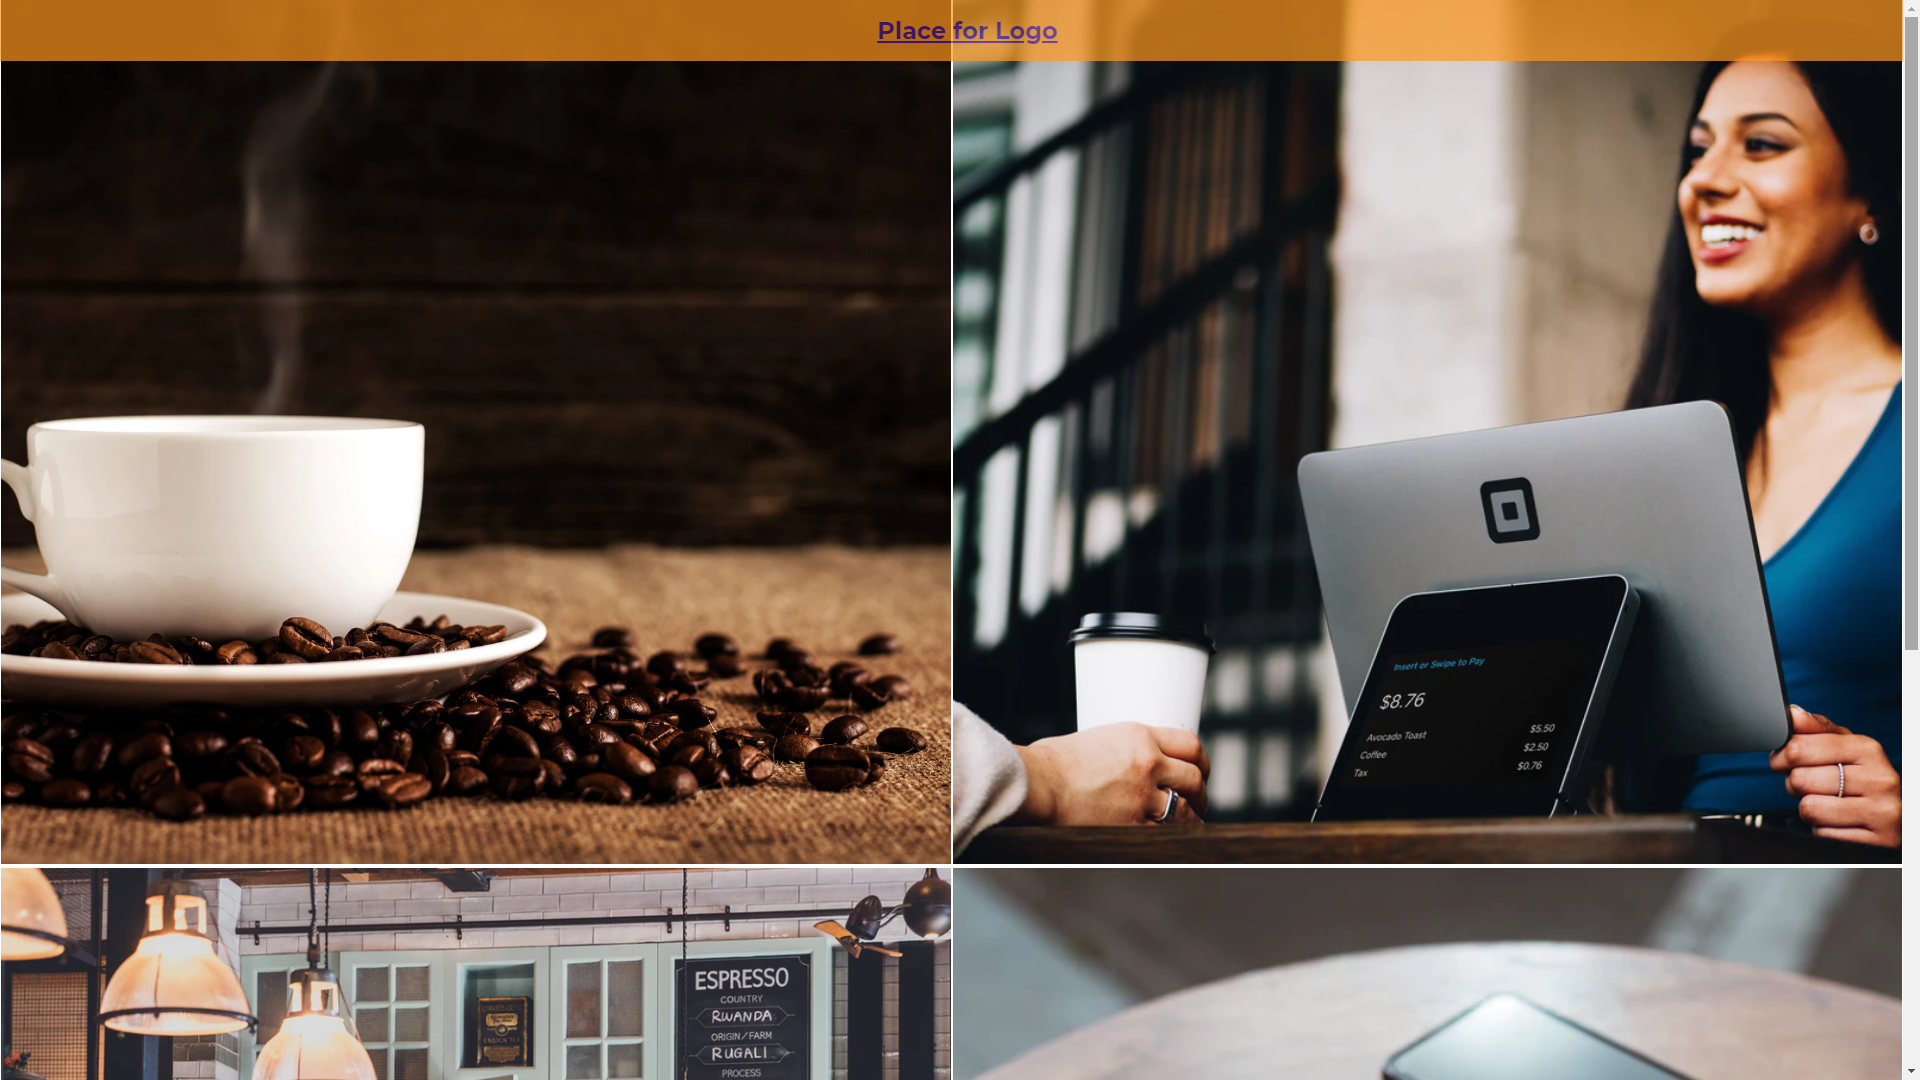 Place for Logo
Insert or Swipe to Pay
$8.76
Avocado Toast $5.50
Coffee $2.50
Tax $0.76
ESPRESSO
COUNTRY
RWANDA
ORIGIN/FARM
RUGALI
PROCESS